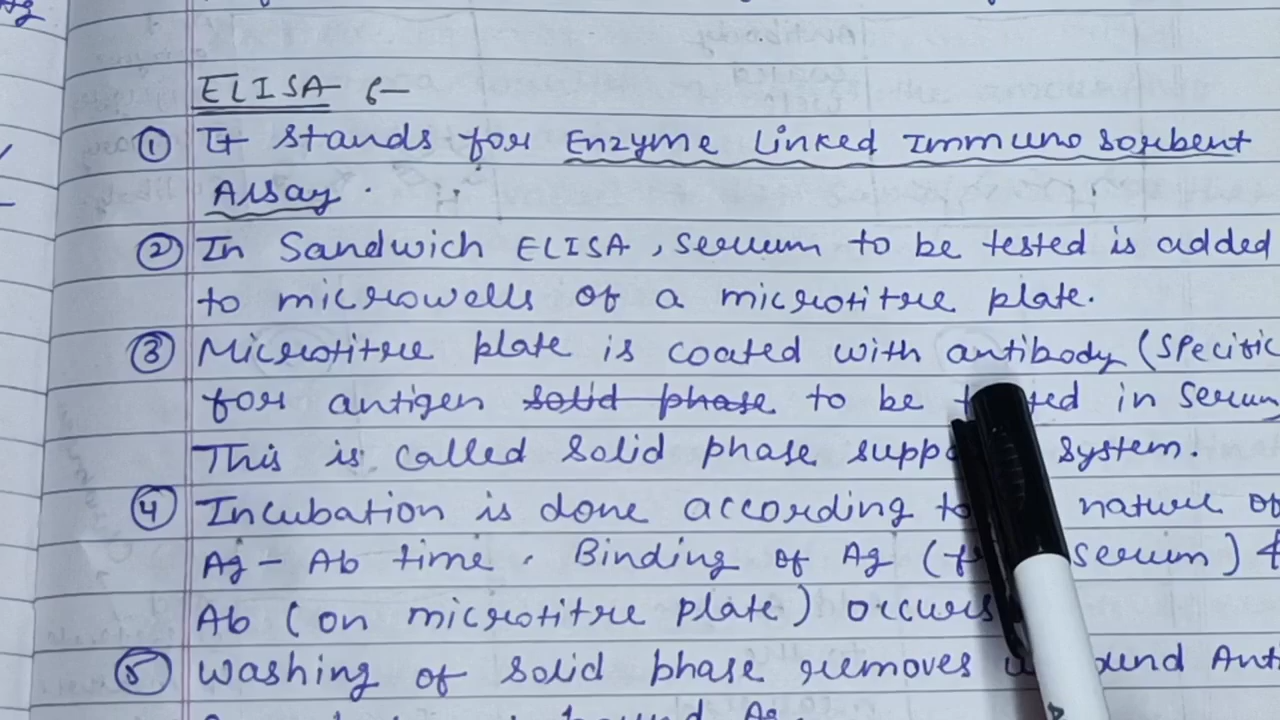 Ag
ELISA :-
① It stands for Enzyme Linked Immuno sorbent
Assay.
② In Sandwich ELISA, serum to be tested is added
to microwells of a microtitre plate.
③ Microtitre plate is coated with antibody (specific
for antigen solid phase to be in serum
This is called solid phase system.
④ Incubation is done according to nature of
Ag - Ab time. Binding of Ag ( serum) &
Ab (on microtitre plate) occurs
⑤ Washing of solid phase removes
bound Ag.